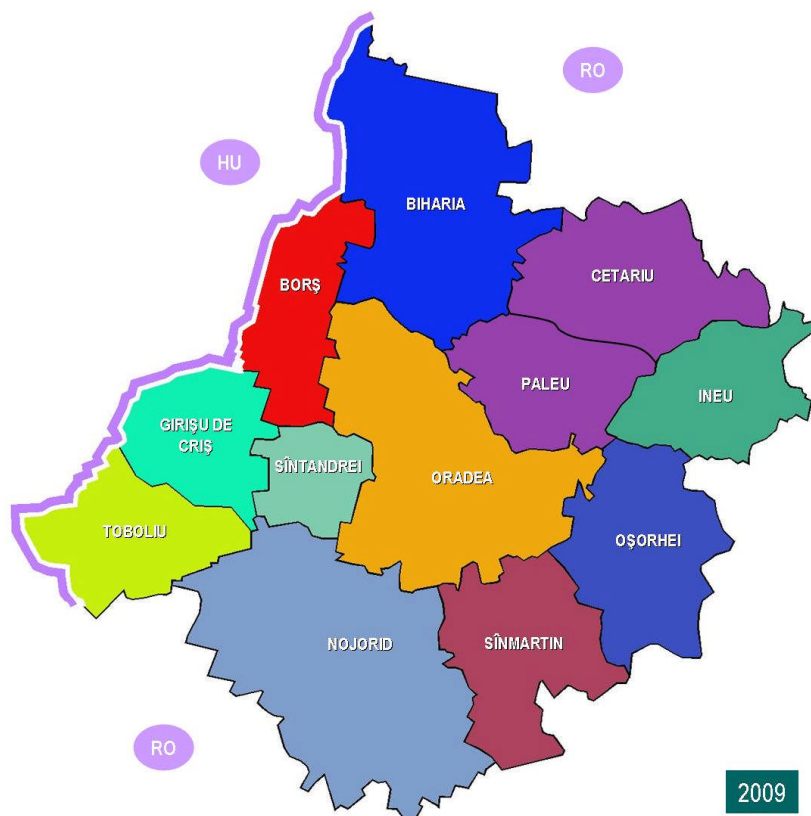 RO
HU
BIHARIA
CETARIU
BORŞ
PALEU
INEU
GIRIŞU DE
CRIŞ
SÎNTANDREI
ORADEA
TOBOLIU
OŞORHEI
NOJORID
SÎNMARTIN
RO
2009